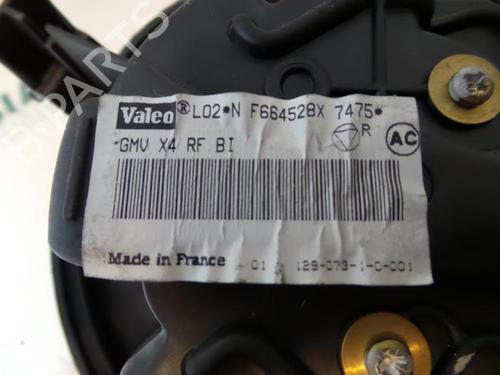 Valeo® L02*N F664528X 7475*
GMV X4 RF BI R AC
Made in France 01 129-073-1-0-001